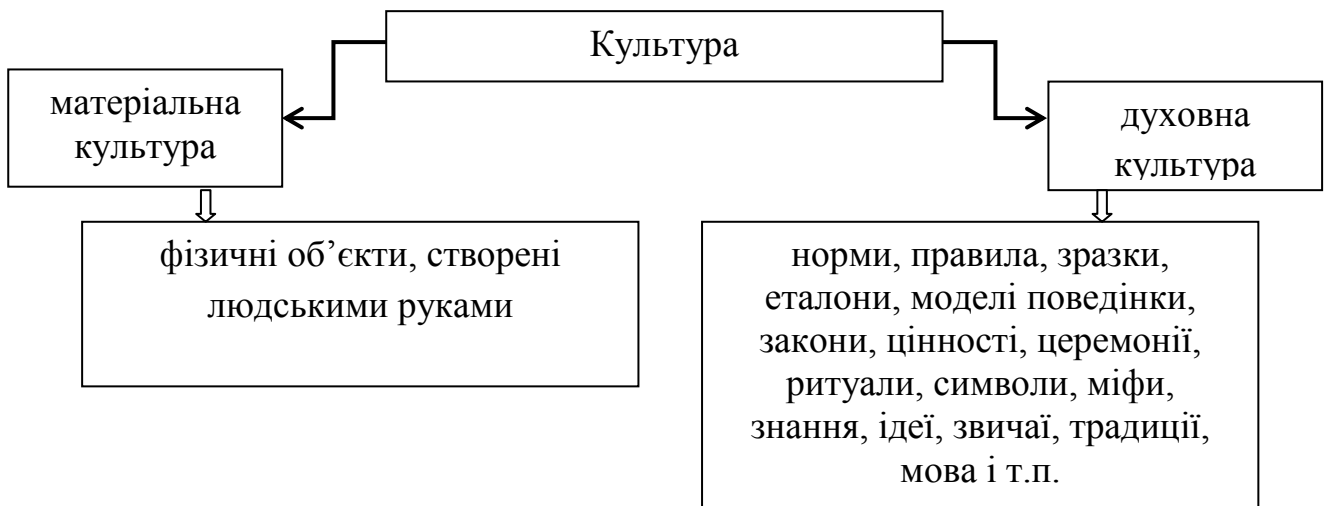 Культура
матеріальна
культура
духовна
культура
фізичні об’єкти, створені
людськими руками
норми, правила, зразки,
еталони, моделі поведінки,
закони, цінності, церемонії,
ритуали, символи, міфи,
знання, ідеї, звичаї, традиції,
мова і т.п.